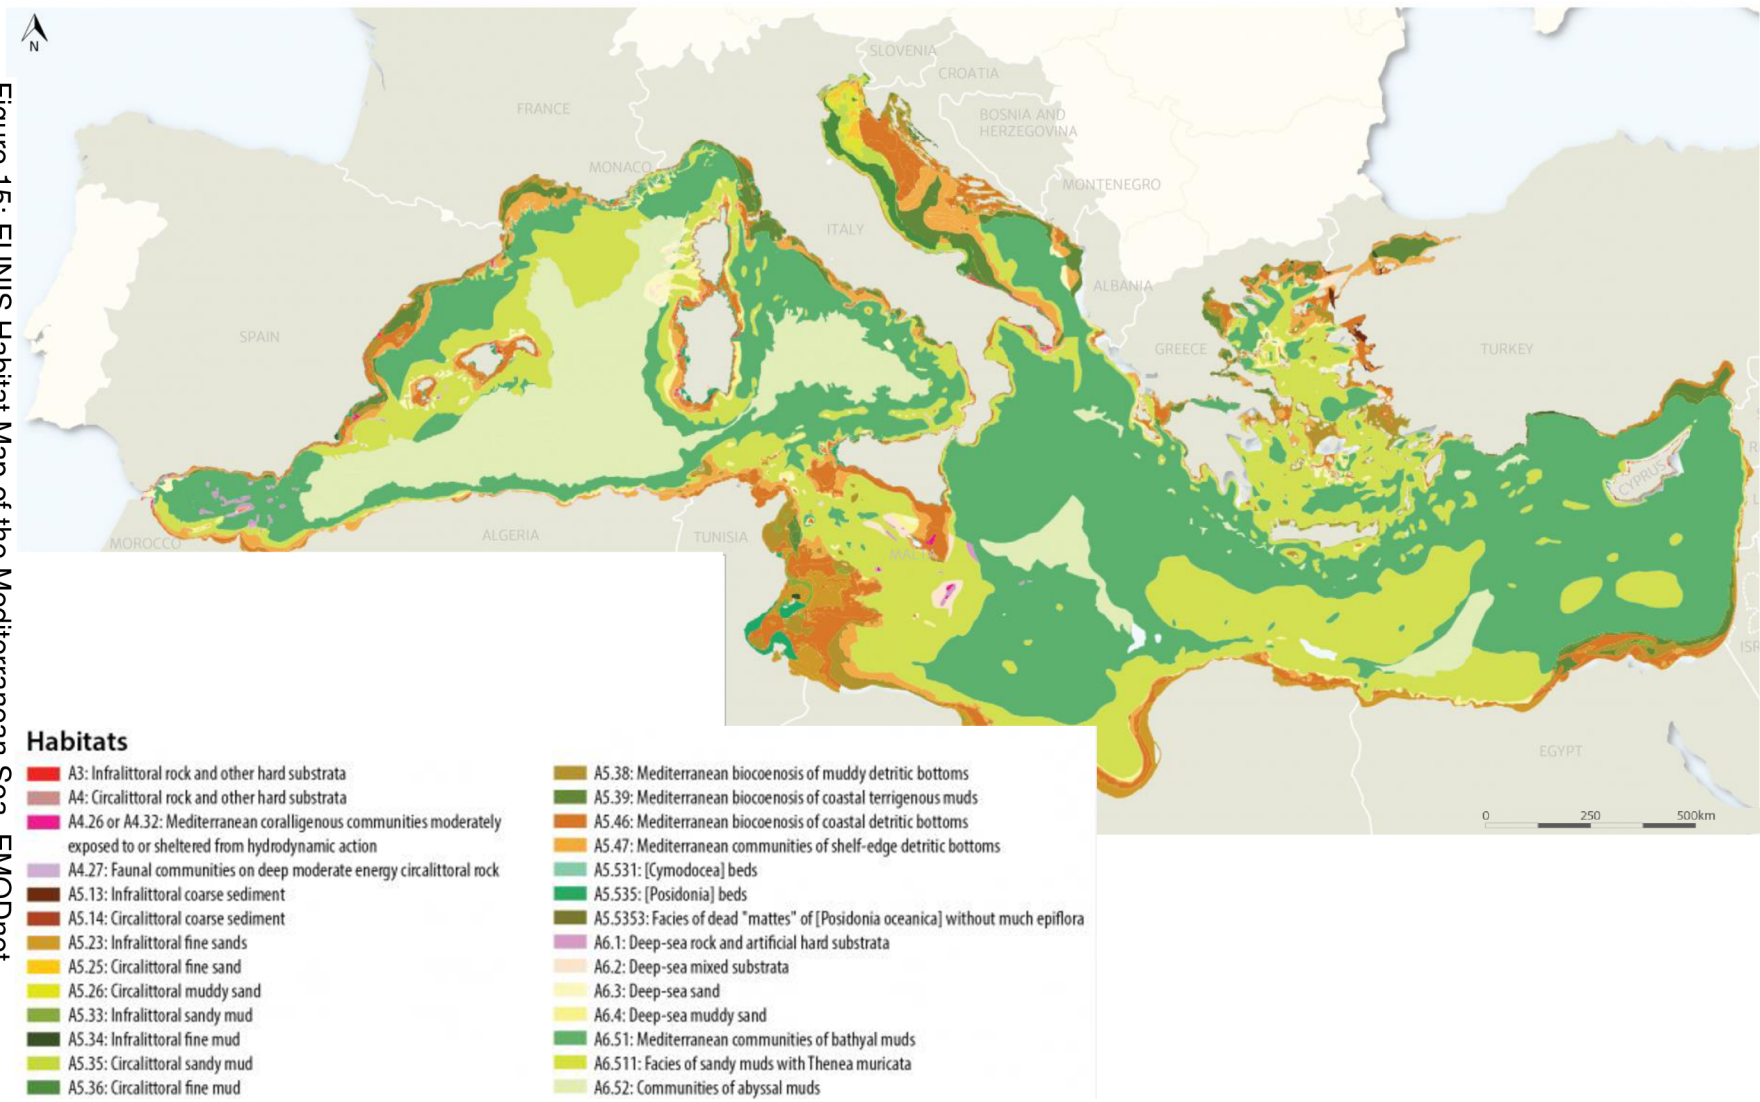 Figure 15: EUNIS Habitat Map of the Mediterranean Sea, EMODnet
N
SLOVENIA
CROATIA
FRANCE
BOSNIA AND
HERZEGOVINA
MONACO
MONTENEGRO
ITALY
ALBANIA
SPAIN
GREECE
TURKEY
CYPRUS
MOROCCO
ALGERIA
TUNISIA
MALTA
EGYPT
0 250 500km
Habitats
A3: Infralittoral rock and other hard substrata
A4: Circalittoral rock and other hard substrata
A4.26 or A4.32: Mediterranean coralligenous communities moderately
exposed to or sheltered from hydrodynamic action
A4.27: Faunal communities on deep moderate energy circalittoral rock
A5.13: Infralittoral coarse sediment
A5.14: Circalittoral coarse sediment
A5.23: Infralittoral fine sands
A5.25: Circalittoral fine sand
A5.26: Circalittoral muddy sand
A5.33: Infralittoral sandy mud
A5.34: Infralittoral fine mud
A5.35: Circalittoral sandy mud
A5.36: Circalittoral fine mud
A5.38: Mediterranean biocoenosis of muddy detritic bottoms
A5.39: Mediterranean biocoenosis of coastal terrigenous muds
A5.46: Mediterranean biocoenosis of coastal detritic bottoms
A5.47: Mediterranean communities of shelf-edge detritic bottoms
A5.531: [Cymodocea] beds
A5.535: [Posidonia] beds
A5.5353: Facies of dead "mattes" of [Posidonia oceanica] without much epiflora
A6.1: Deep-sea rock and artificial hard substrata
A6.2: Deep-sea mixed substrata
A6.3: Deep-sea sand
A6.4: Deep-sea muddy sand
A6.51: Mediterranean communities of bathyal muds
A6.511: Facies of sandy muds with Thenea muricata
A6.52: Communities of abyssal muds